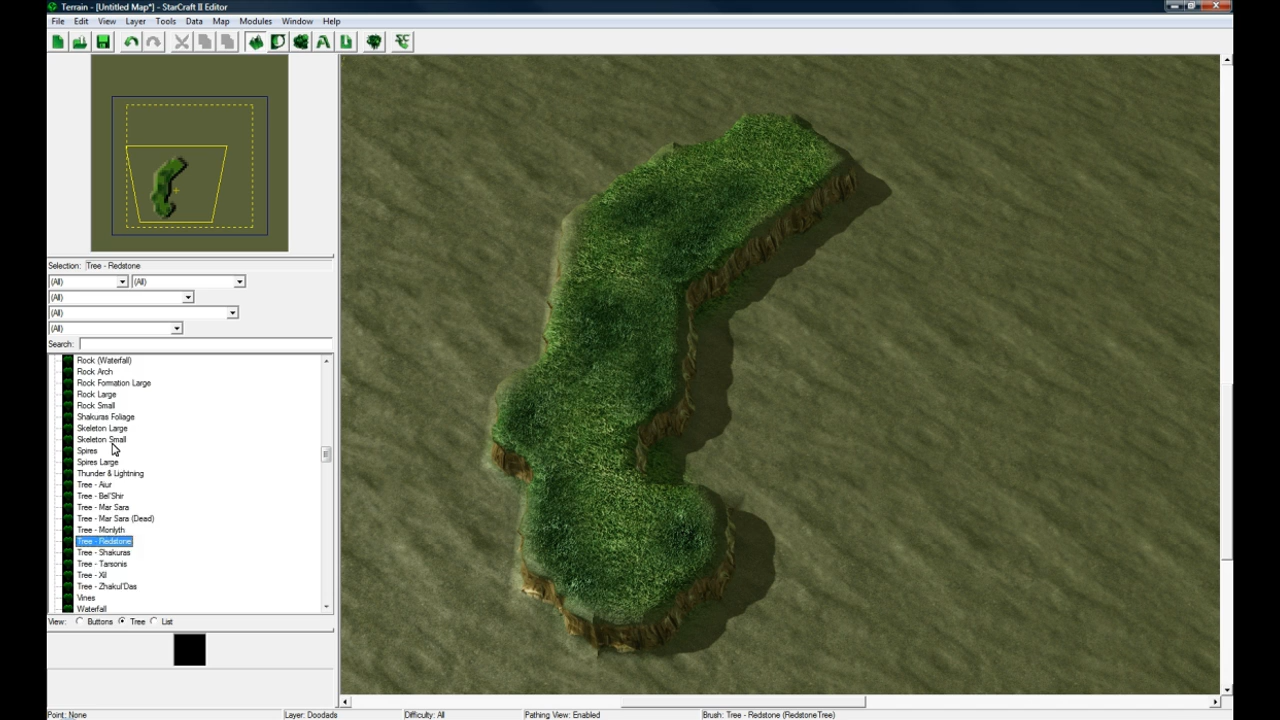 Terrain - [Untitled Map*] - StarCraft II Editor
File Edit View Layer Tools Data Map Modules Window Help
Selection: Tree - Redstone
(All) (All)
(All)
(All)
(All)
Search:
Rock (Waterfall)
Rock Arch
Rock Formation Large
Rock Large
Rock Small
Shakuras Foliage
Skeleton Large
Skeleton Small
Spires
Spires Large
Thunder & Lightning
Tree - Aiur
Tree - Bel'Shir
Tree - Mar Sara
Tree - Mar Sara (Dead)
Tree - Monlyth
Tree - Redstone
Tree - Shakuras
Tree - Tarsonis
Tree - Xil
Tree - Zhakul'Das
Vines
Waterfall
View: Buttons Tree List
Point: None Layer: Doodads Difficulty: All Pathing View: Enabled Brush: Tree - Redstone (RedstoneTree)